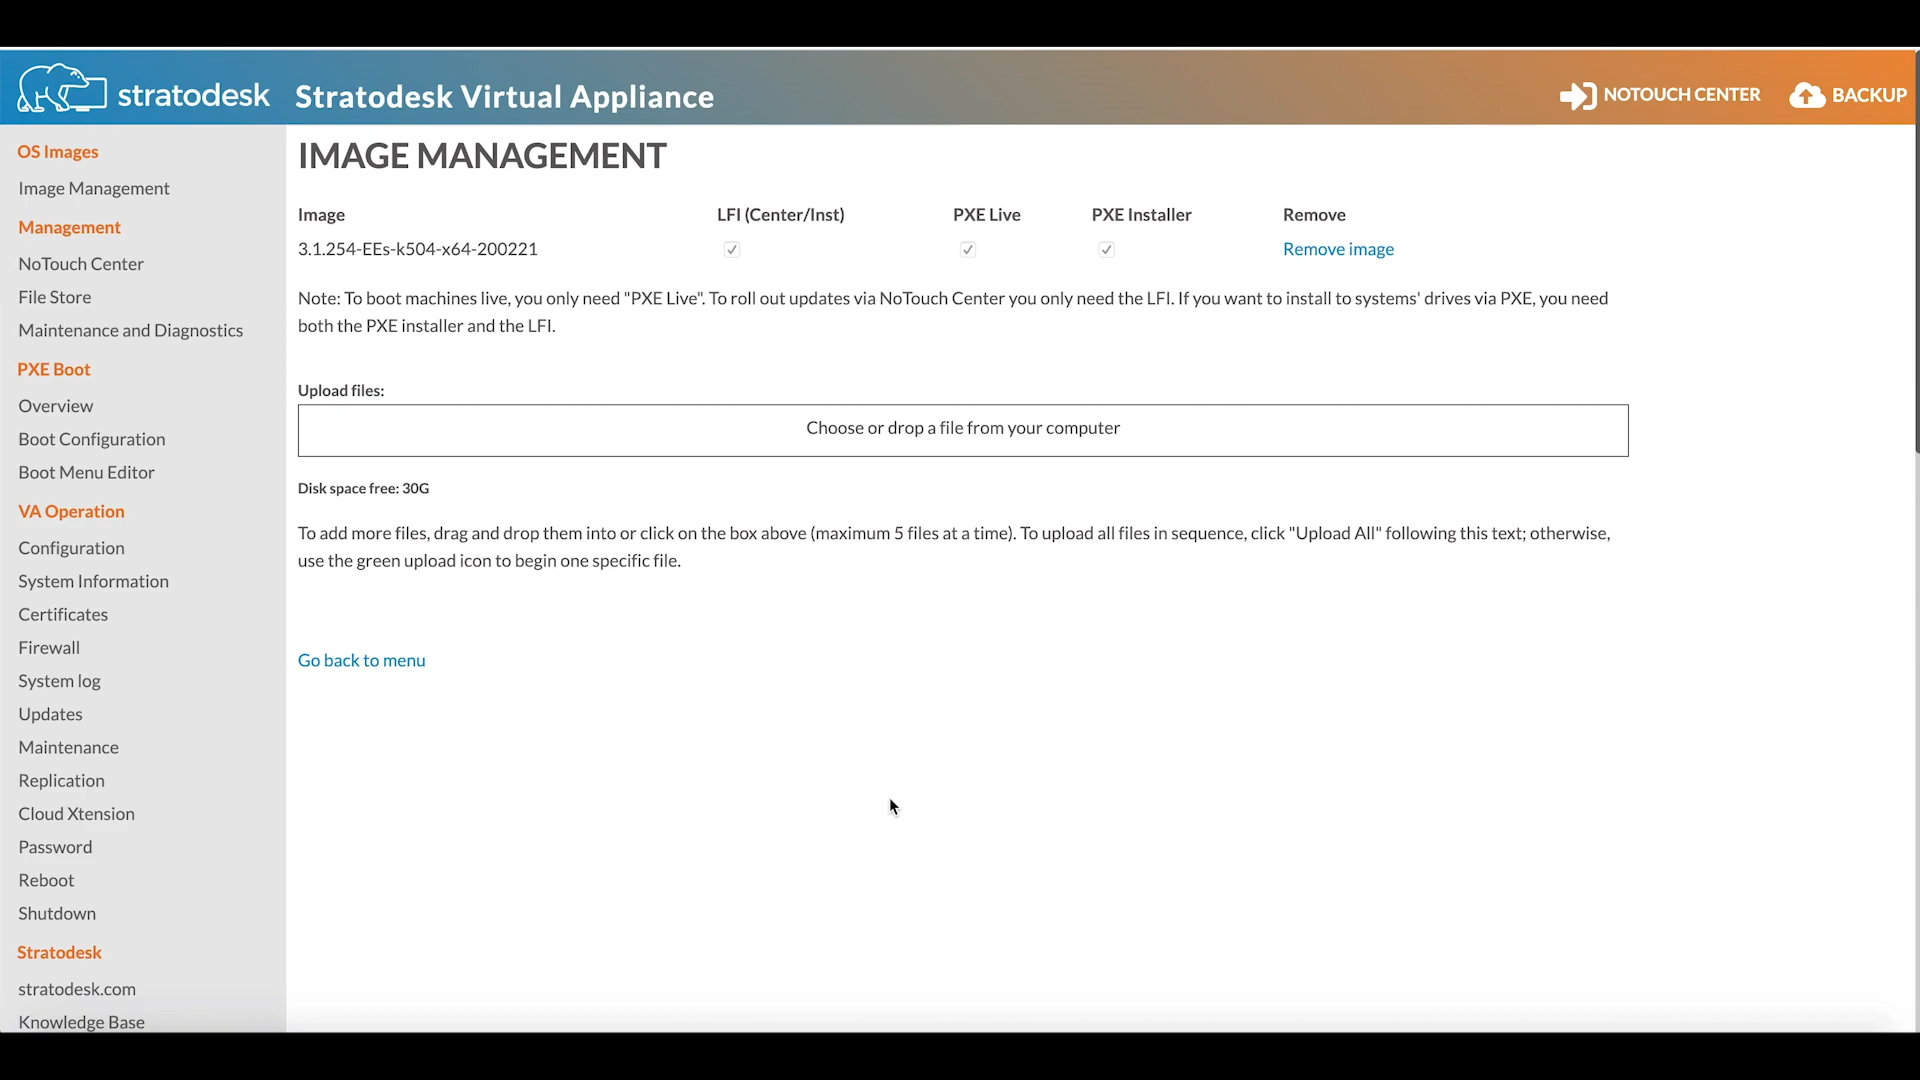 stratodesk
Stratodesk Virtual Appliance
NOTOUCH CENTER
BACKUP
OS Images
Image Management
Management
NoTouch Center
File Store
Maintenance and Diagnostics
PXE Boot
Overview
Boot Configuration
Boot Menu Editor
VA Operation
Configuration
System Information
Certificates
Firewall
System log
Updates
Maintenance
Replication
Cloud Xtension
Password
Reboot
Shutdown
Stratodesk
stratodesk.com
Knowledge Base
IMAGE MANAGEMENT
Image LFI (Center/Inst) PXE Live PXE Installer Remove
3.1.254-EEs-k504-x64-200221 Remove image
Note: To boot machines live, you only need "PXE Live". To roll out updates via NoTouch Center you only need the LFI. If you want to install to systems' drives via PXE, you need
both the PXE installer and the LFI.
Upload files:
Choose or drop a file from your computer
Disk space free: 30G
To add more files, drag and drop them into or click on the box above (maximum 5 files at a time). To upload all files in sequence, click "Upload All" following this text; otherwise,
use the green upload icon to begin one specific file.
Go back to menu